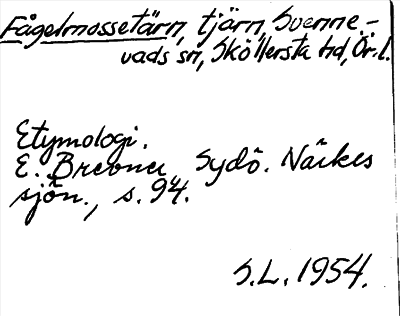 Fågelmossetärn, tjärn, Svenne-
vads sn, Sköllersta hd, Ör. l.
Etymologi.
E. Brevner, Sydö. Närkes
sjön., s. 94.
S.L. 1954.